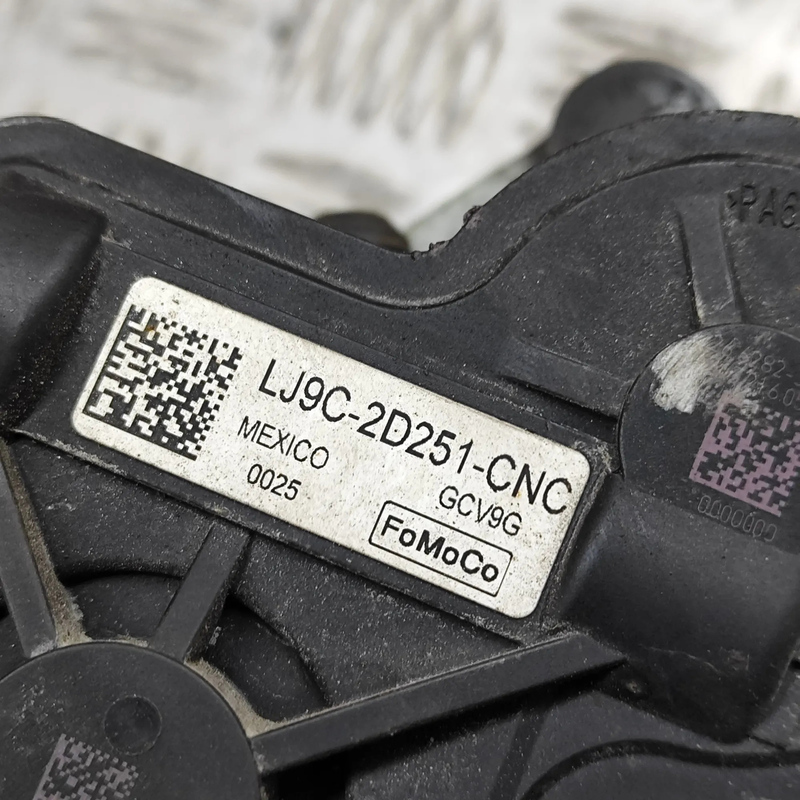 LJ9C-2D251-CNC
MEXICO
GCV9G
0025
FoMoCo